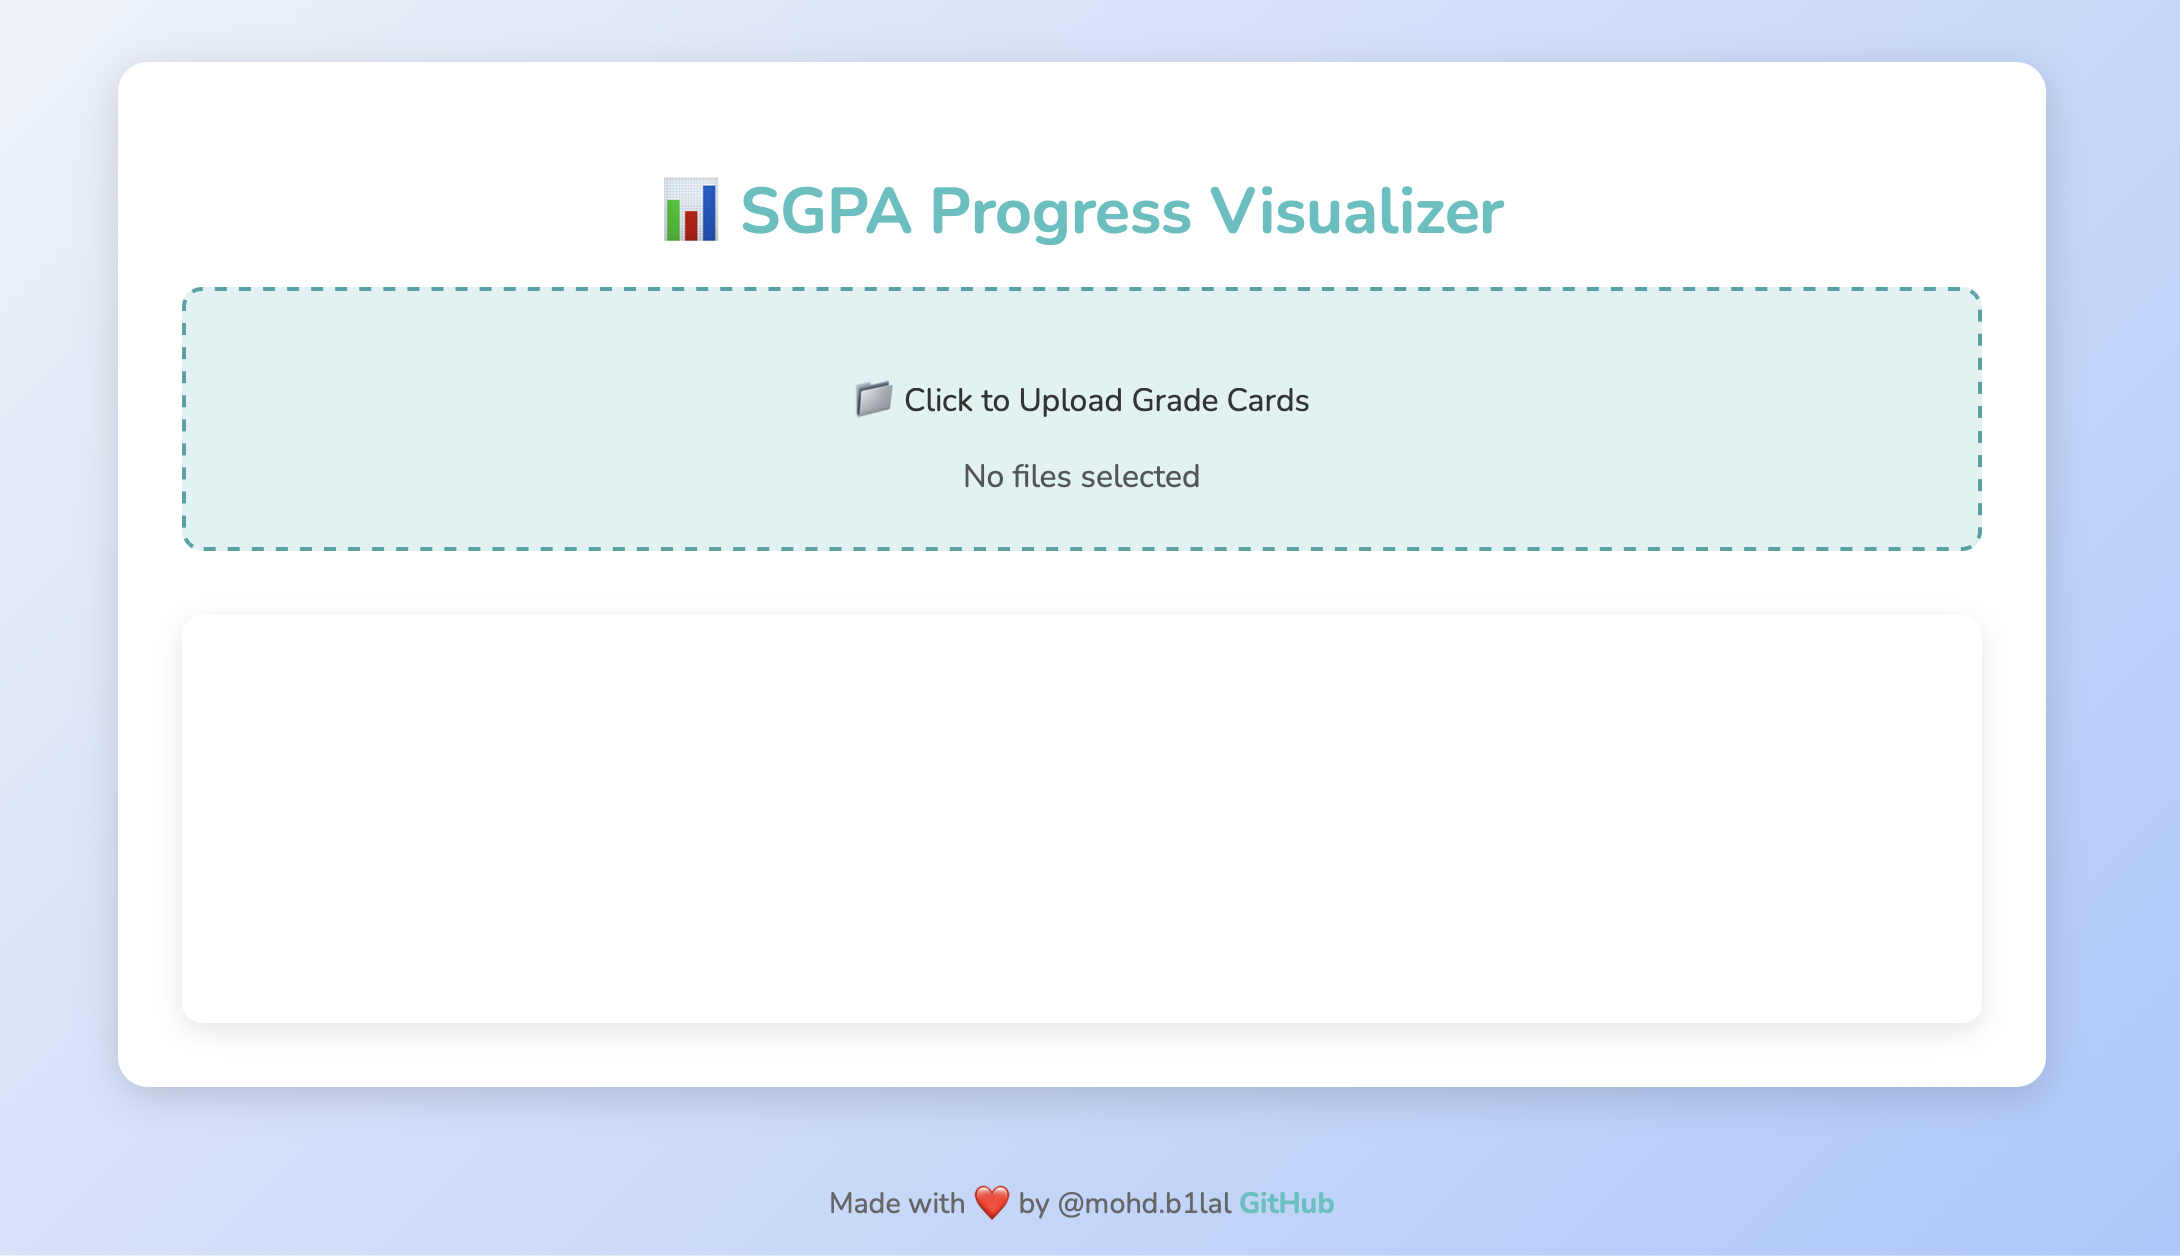 📊 SGPA Progress Visualizer
📁 Click to Upload Grade Cards
No files selected
Made with ❤️ by @mohd.b1lal GitHub